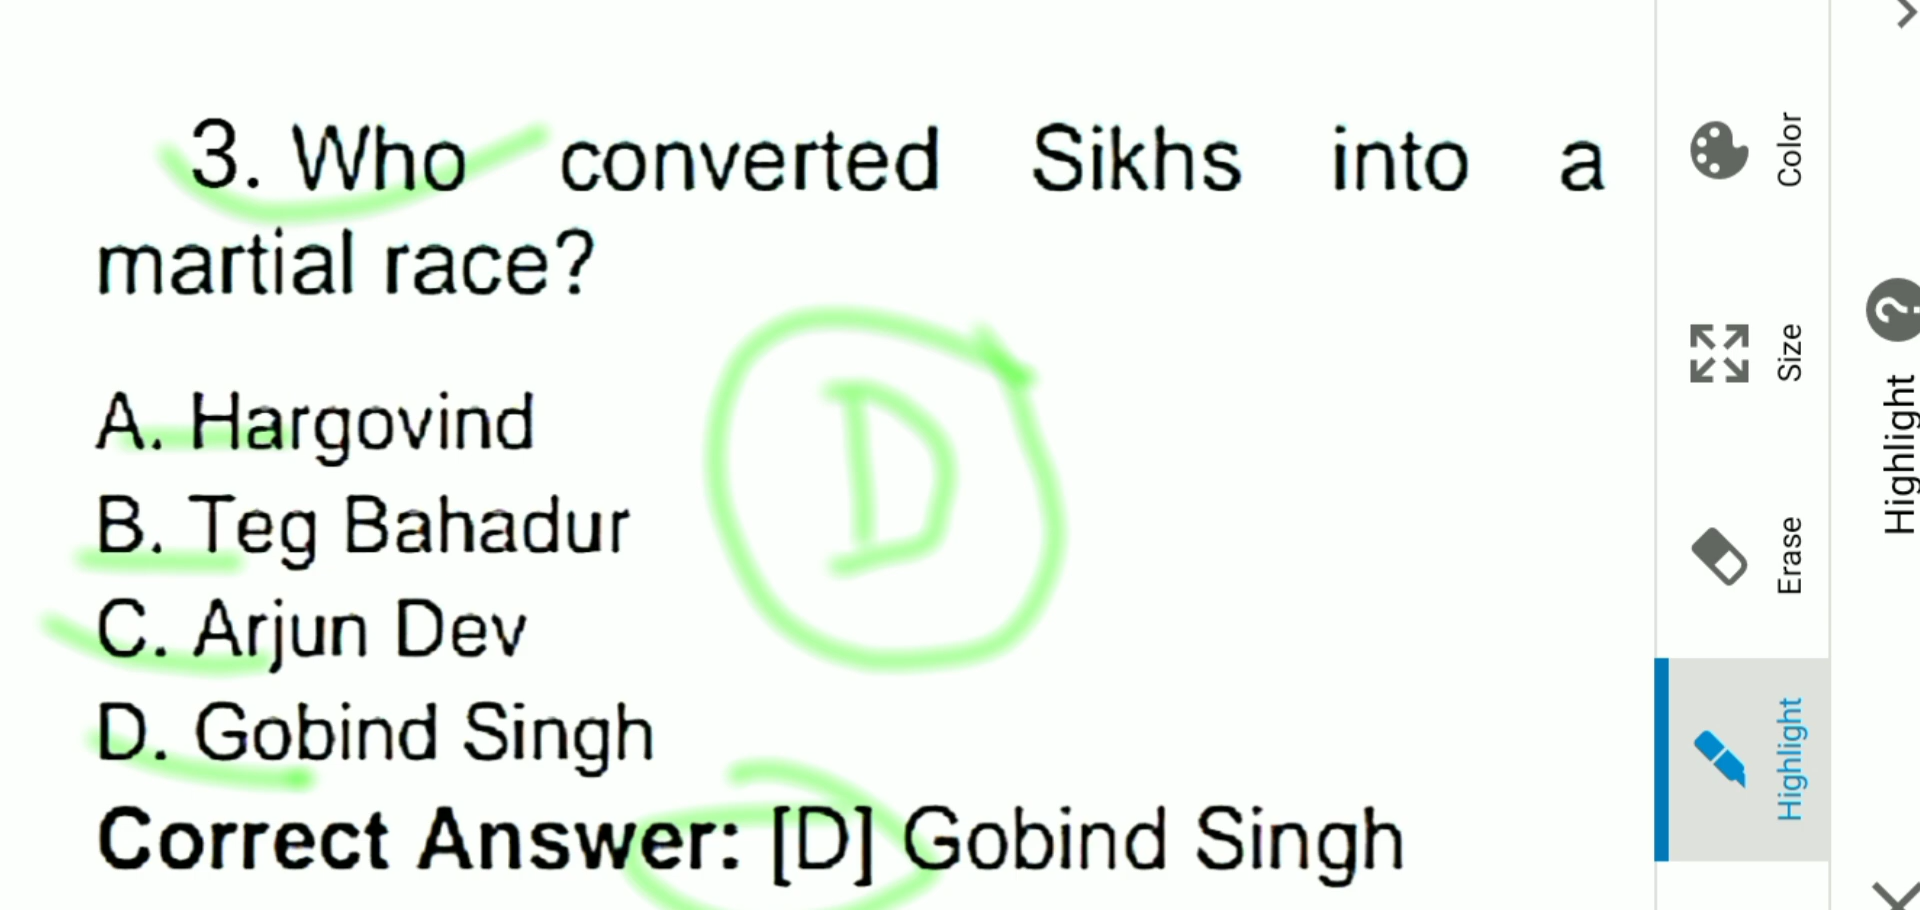 3. Who converted Sikhs into a
martial race?
D
A. Hargovind
B. Teg Bahadur
C. Arjun Dev
D. Gobind Singh
Correct Answer: [D] Gobind Singh
Color
Size
Erase
Highlight
Highlight ?